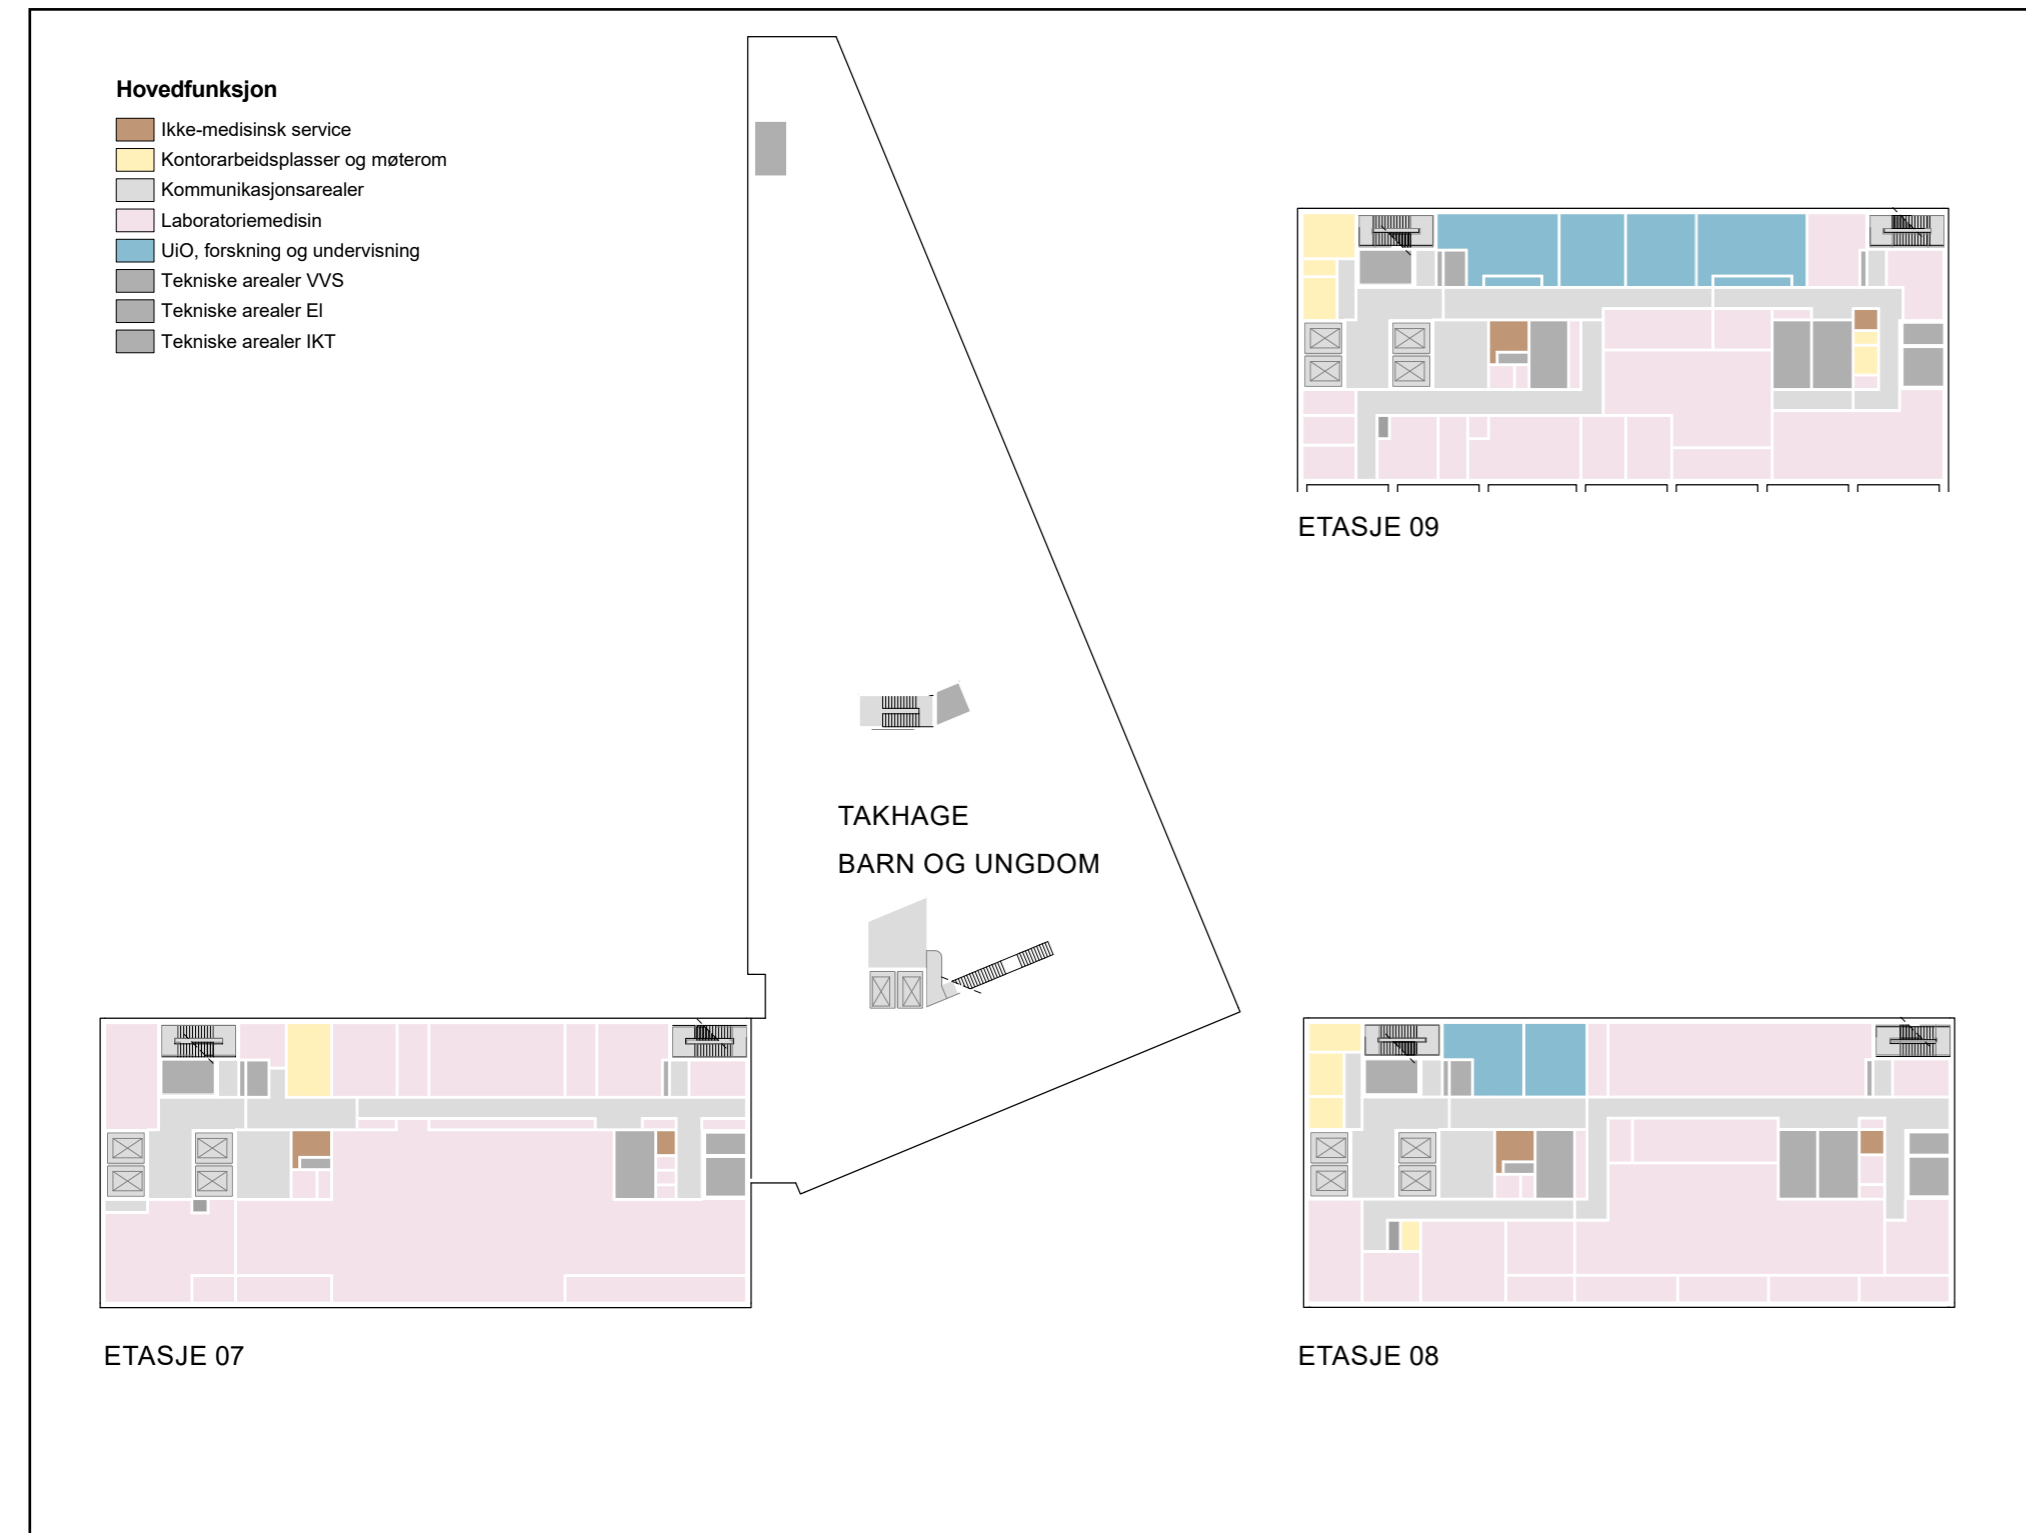 Hovedfunksjon
Ikke-medisinsk service
Kontorarbeidsplasser og møterom
Kommunikasjonsarealer
Laboratoriemedisin
UiO, forskning og undervisning
Tekniske arealer VVS
Tekniske arealer El
Tekniske arealer IKT
ETASJE 09
TAKHAGE
BARN OG UNGDOM
ETASJE 07
ETASJE 08